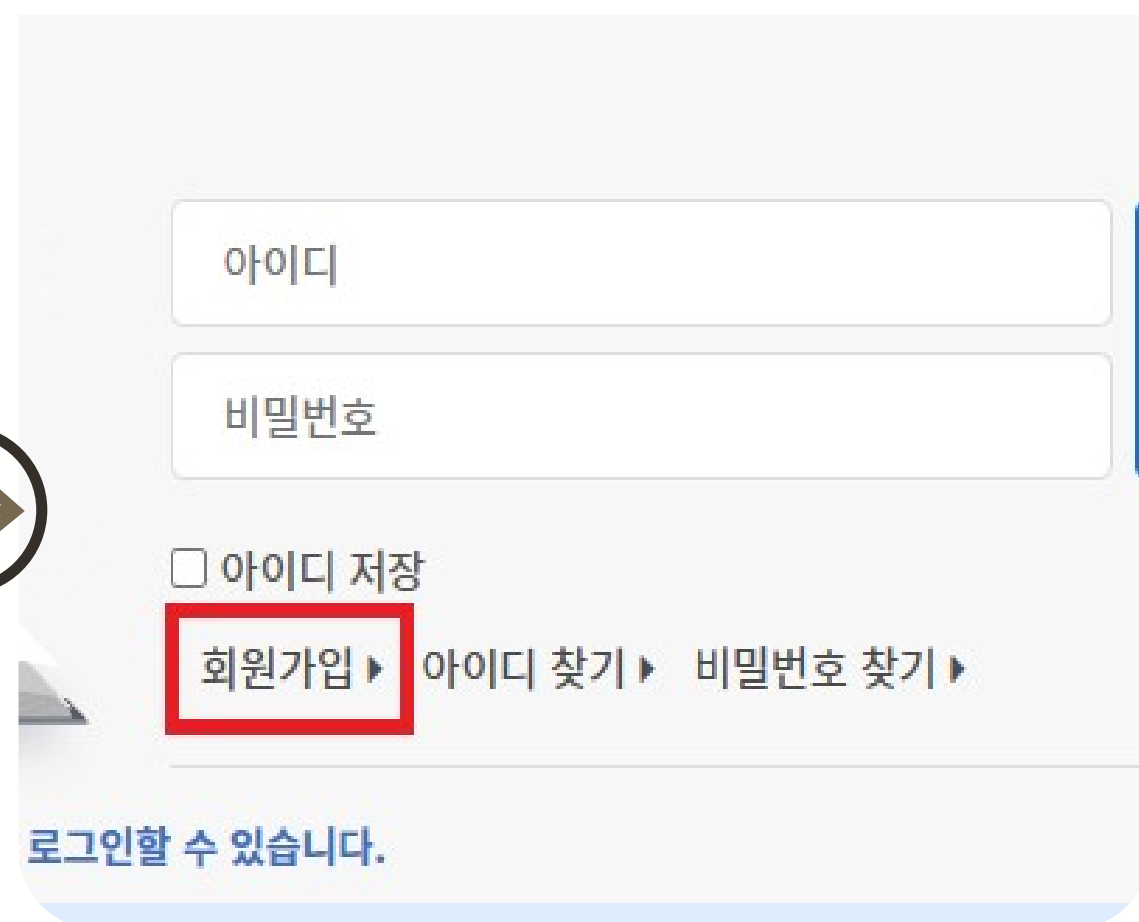 아이디
비밀번호
아이디 저장
회원가입 아이디 찾기 비밀번호 찾기
로그인할 수 있습니다.